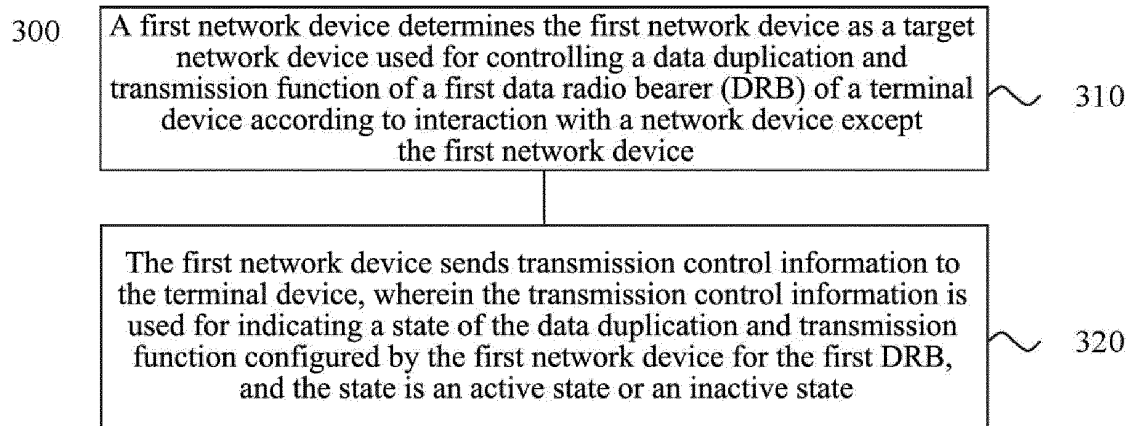 300
A first network device determines the first network device as a target
network device used for controlling a data duplication and
transmission function of a first data radio bearer (DRB) of a terminal
device according to interaction with a network device except
the first network device
310
The first network device sends transmission control information to
the terminal device, wherein the transmission control information is
used for indicating a state of the data duplication and transmission
function configured by the first network device for the first DRB,
and the state is an active state or an inactive state
320